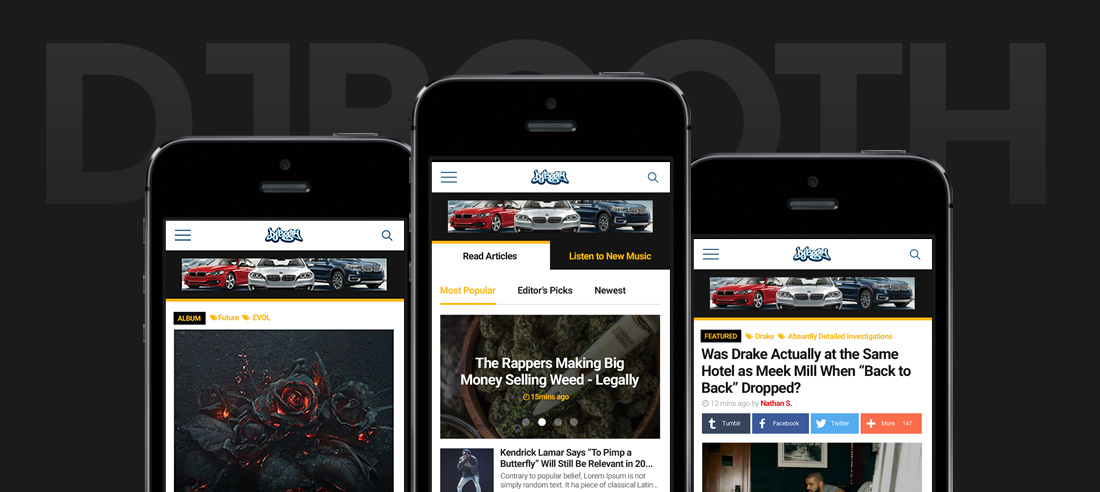 DJBOOTH
ALBUM
Future
EVOL
Read Articles
Listen to New Music
Most Popular
Editor's Picks
Newest
The Rappers Making Big
Money Selling Weed - Legally
15mins ago
Kendrick Lamar Says “To Pimp a
Butterfly” Will Still Be Relevant in 20...
Contrary to popular belief, Lorem Ipsum is not
simply random text. It ha piece of classical Latin...
FEATURED
Drake
Absurdly Detailed Investigations
Was Drake Actually at the Same
Hotel as Meek Mill When “Back to
Back” Dropped?
12 mins ago by Nathan S.
Tumblr
Facebook
Twitter
More 147